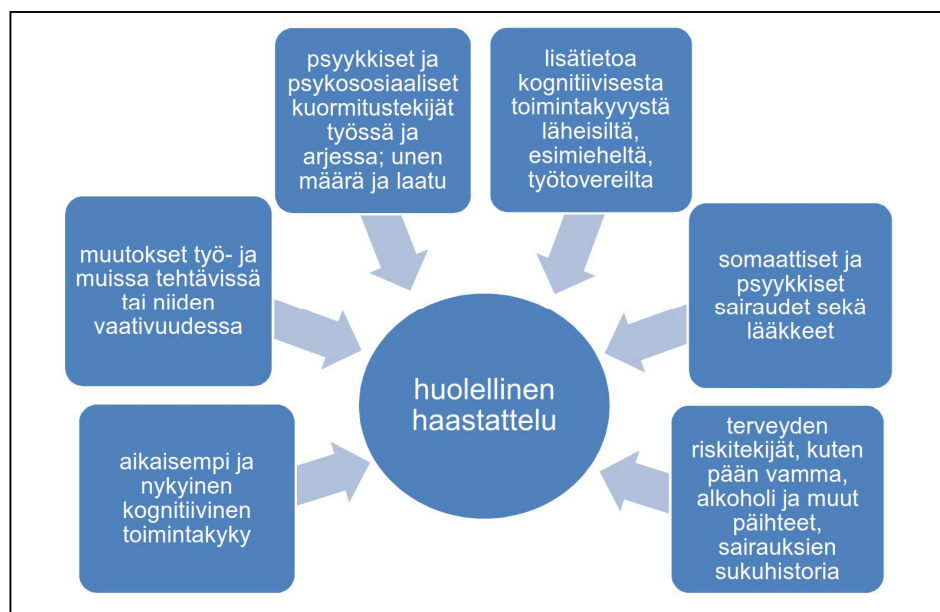 psyykkiset ja
psykososiaaliset
kuormitustekijät
työssä ja
arjessa; unen
määrä ja laatu
lisätietoa
kognitiivisesta
toimintakyvystä
läheisiltä,
esimieheltä,
työtovereilta
muutokset työ- ja
muissa tehtävissä
tai niiden
vaativuudessa
somaattiset ja
psyykkiset
sairaudet sekä
lääkkeet
huolellinen
haastattelu
aikaisempi ja
nykyinen
kognitiivinen
toimintakyky
terveyden
riskitekijät, kuten
pään vamma,
alkoholi ja muut
päihteet,
sairauksien
sukuhistoria